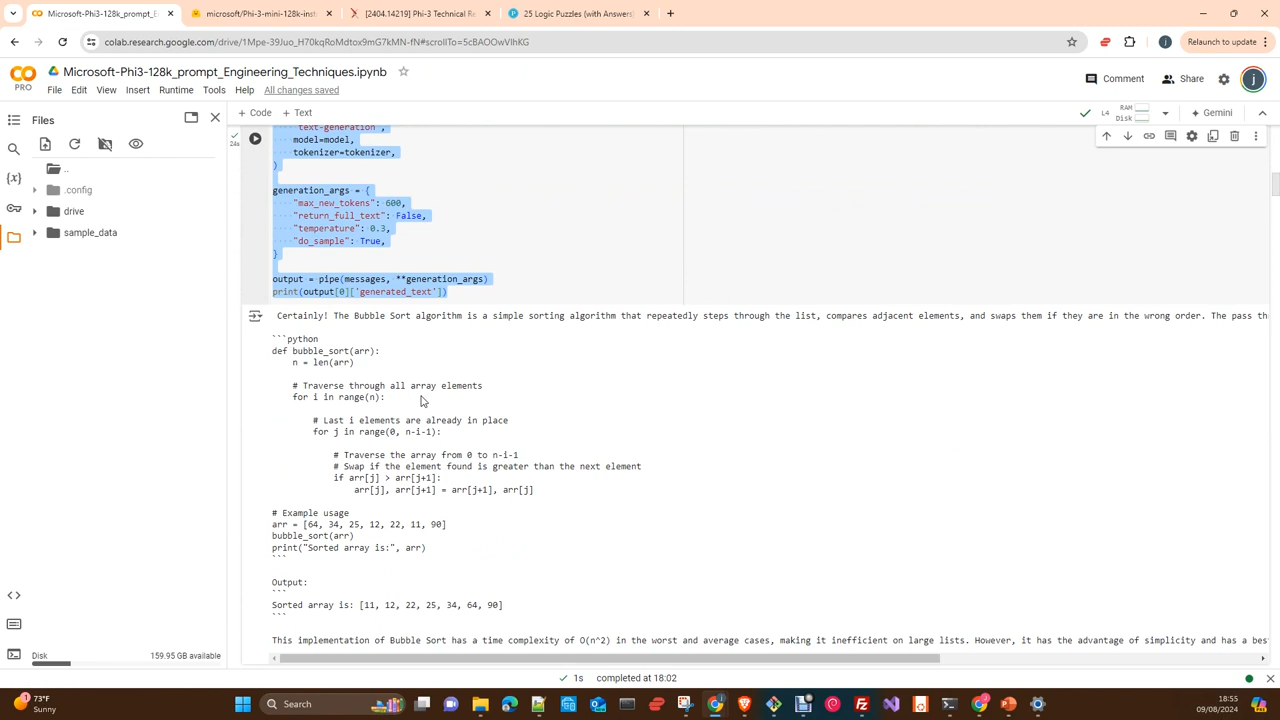 Microsoft-Phi3-128k_prompt_E
microsoft/Phi-3-mini-128k-inst
[2404.14219] Phi-3 Technical Re
25 Logic Puzzles (with Answers)
colab.research.google.com/drive/1Mpe-39Juo_H70kqRoMdtox9mG7kMN-fN#scrollTo=5cBAOOwVIhKG
Relaunch to update
CO
PRO
Microsoft-Phi3-128k_prompt_Engineering_Techniques.ipynb
File Edit View Insert Runtime Tools Help All changes saved
Comment
Share
j
Files
+ Code + Text
L4
RAM
Disk
Gemini
..
.config
drive
sample_data
24s
"text-generation",
model=model,
tokenizer=tokenizer,
)
generation_args = {
"max_new_tokens": 600,
"return_full_text": False,
"temperature": 0.3,
"do_sample": True,
}
output = pipe(messages, **generation_args)
print(output[0]['generated_text'])
Certainly! The Bubble Sort algorithm is a simple sorting algorithm that repeatedly steps through the list, compares adjacent elements, and swaps them if they are in the wrong order. The pass th
```python
def bubble_sort(arr):
n = len(arr)
# Traverse through all array elements
for i in range(n):
# Last i elements are already in place
for j in range(0, n-i-1):
# Traverse the array from 0 to n-i-1
# Swap if the element found is greater than the next element
if arr[j] > arr[j+1]:
arr[j], arr[j+1] = arr[j+1], arr[j]
# Example usage
arr = [64, 34, 25, 12, 22, 11, 90]
bubble_sort(arr)
print("Sorted array is:", arr)
```
Output:
```
Sorted array is: [11, 12, 22, 25, 34, 64, 90]
```
This implementation of Bubble Sort has a time complexity of O(n^2) in the worst and average cases, making it inefficient on large lists. However, it has the advantage of simplicity and has a bes
Disk
159.95 GB available
1s completed at 18:02
73°F
Sunny
Search
18:55
09/08/2024